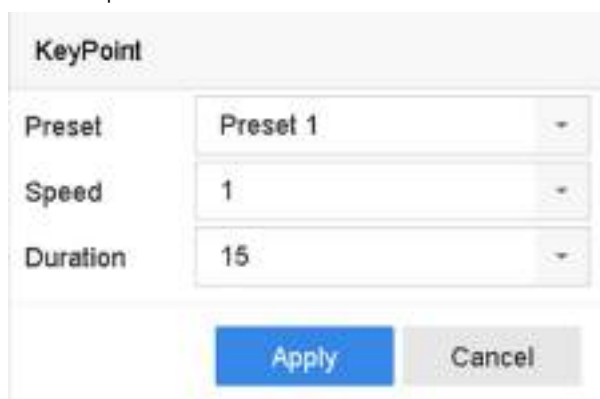 KeyPoint
Preset Preset 1
Speed 1
Duration 15
Apply Cancel